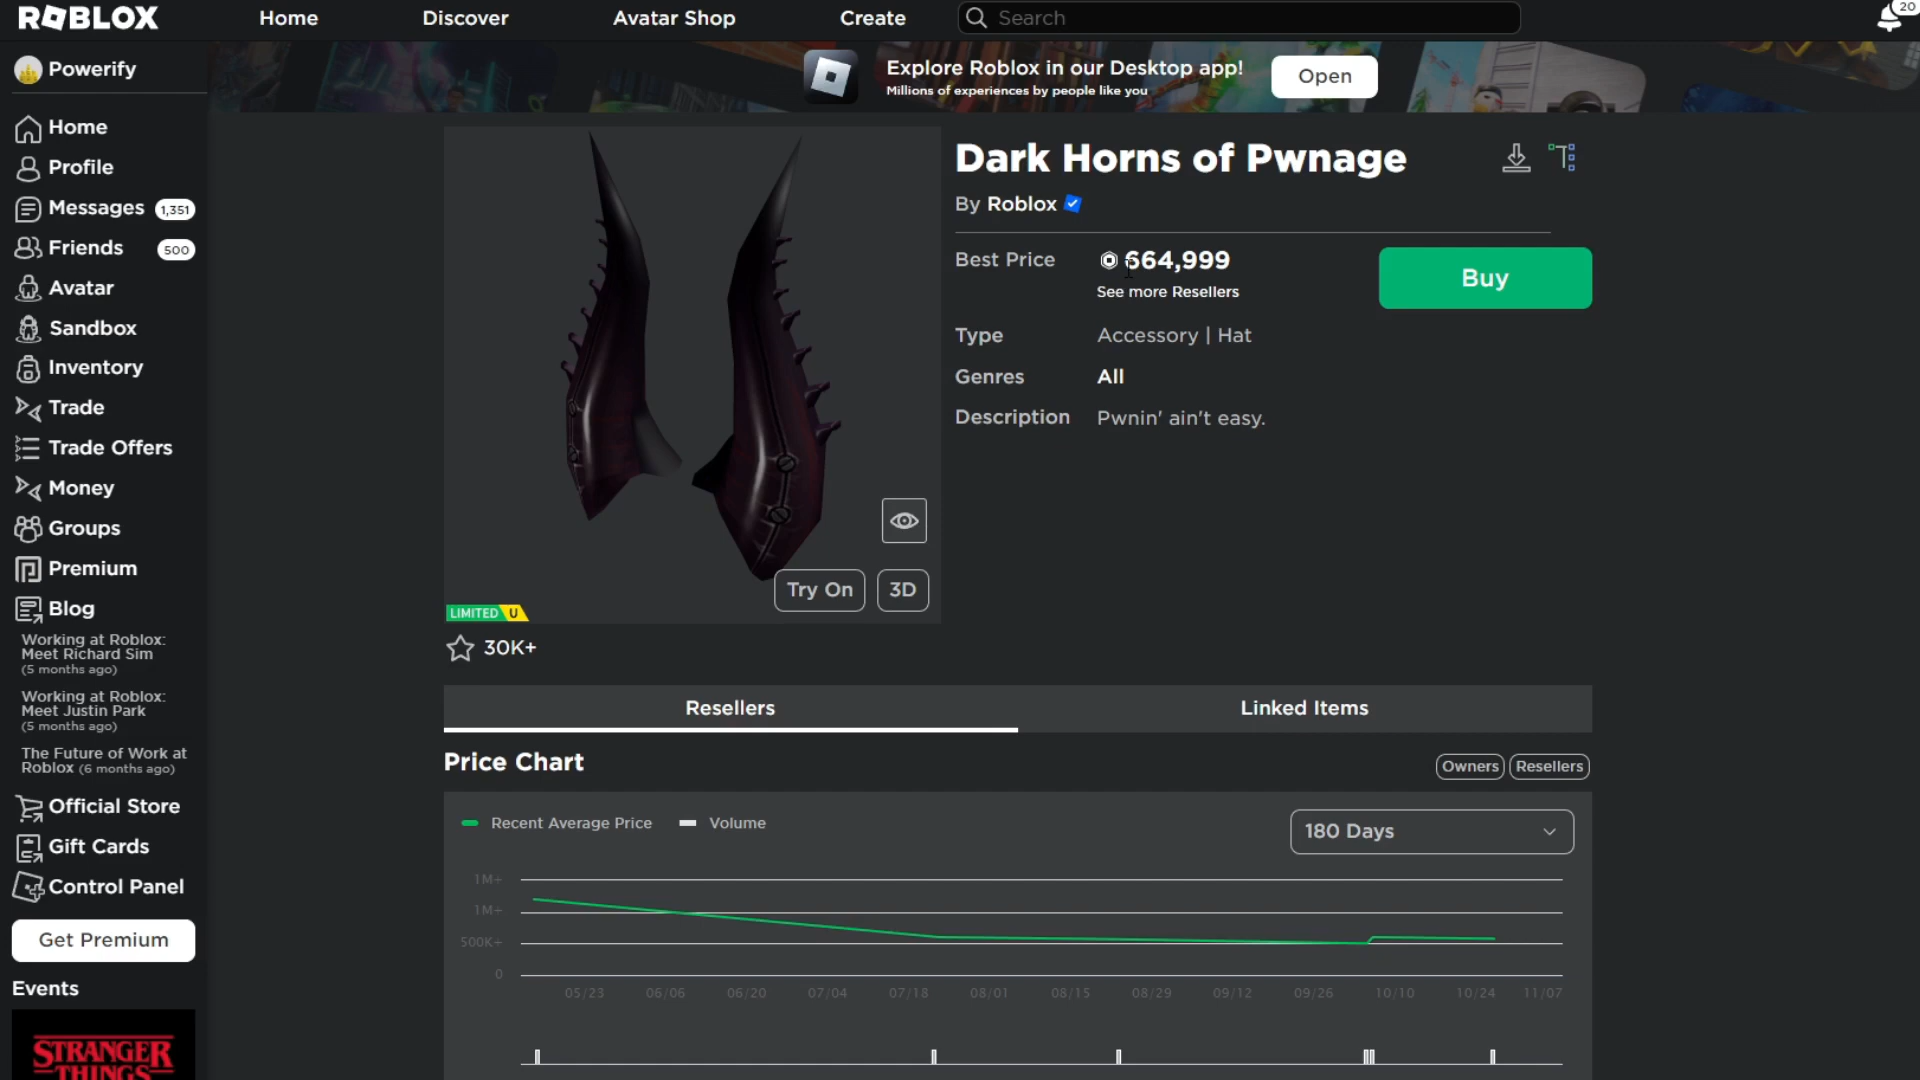 ROBLOX
Home
Discover
Avatar Shop
Create
Search
20
Powerify
Explore Roblox in our Desktop app!
Millions of experiences by people like you
Open
Home
Profile
Messages 1,351
Friends 500
Avatar
Sandbox
Inventory
Trade
Trade Offers
Money
Groups
Premium
Blog
Working at Roblox:
Meet Richard Sim
(5 months ago)
Working at Roblox:
Meet Justin Park
(5 months ago)
The Future of Work at
Roblox (6 months ago)
Official Store
Gift Cards
Control Panel
Get Premium
Events
STRANGER
THINGS
Dark Horns of Pwnage
By Roblox
Best Price 664,999
See more Resellers
Buy
Type Accessory | Hat
Genres All
Description Pwnin' ain't easy.
Try On
3D
LIMITED U
30K+
Resellers
Linked Items
Price Chart
Owners
Resellers
Recent Average Price
Volume
180 Days
1M+
1M+
500K+
0
05/23 06/06 06/20 07/04 07/18 08/01 08/15 08/29 09/12 09/26 10/10 10/24 11/07